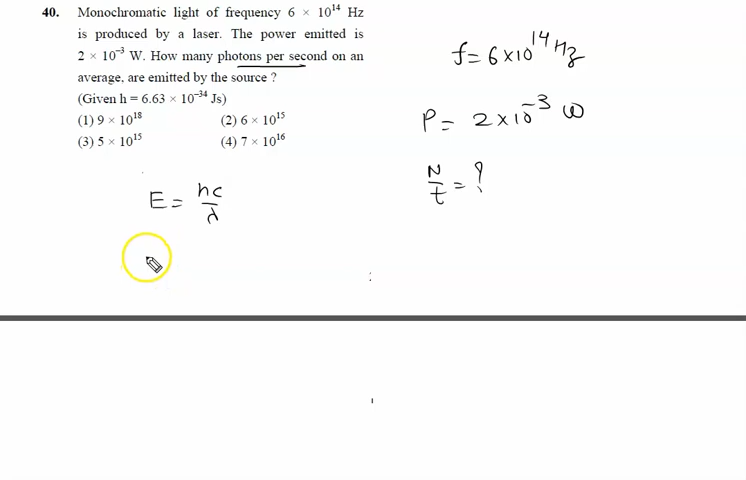 40. Monochromatic light of frequency 6 × 10¹⁴ Hz
is produced by a laser. The power emitted is
2 × 10⁻³ W. How many photons per second on an
average, are emitted by the source ?
(Given h = 6.63 × 10⁻³⁴ Js)
(1) 9 × 10¹⁸ (2) 6 × 10¹⁵
(3) 5 × 10¹⁵ (4) 7 × 10¹⁶
f = 6×10¹⁴ Hz
P = 2×10⁻³ W
N/t = ?
E = hc/λ